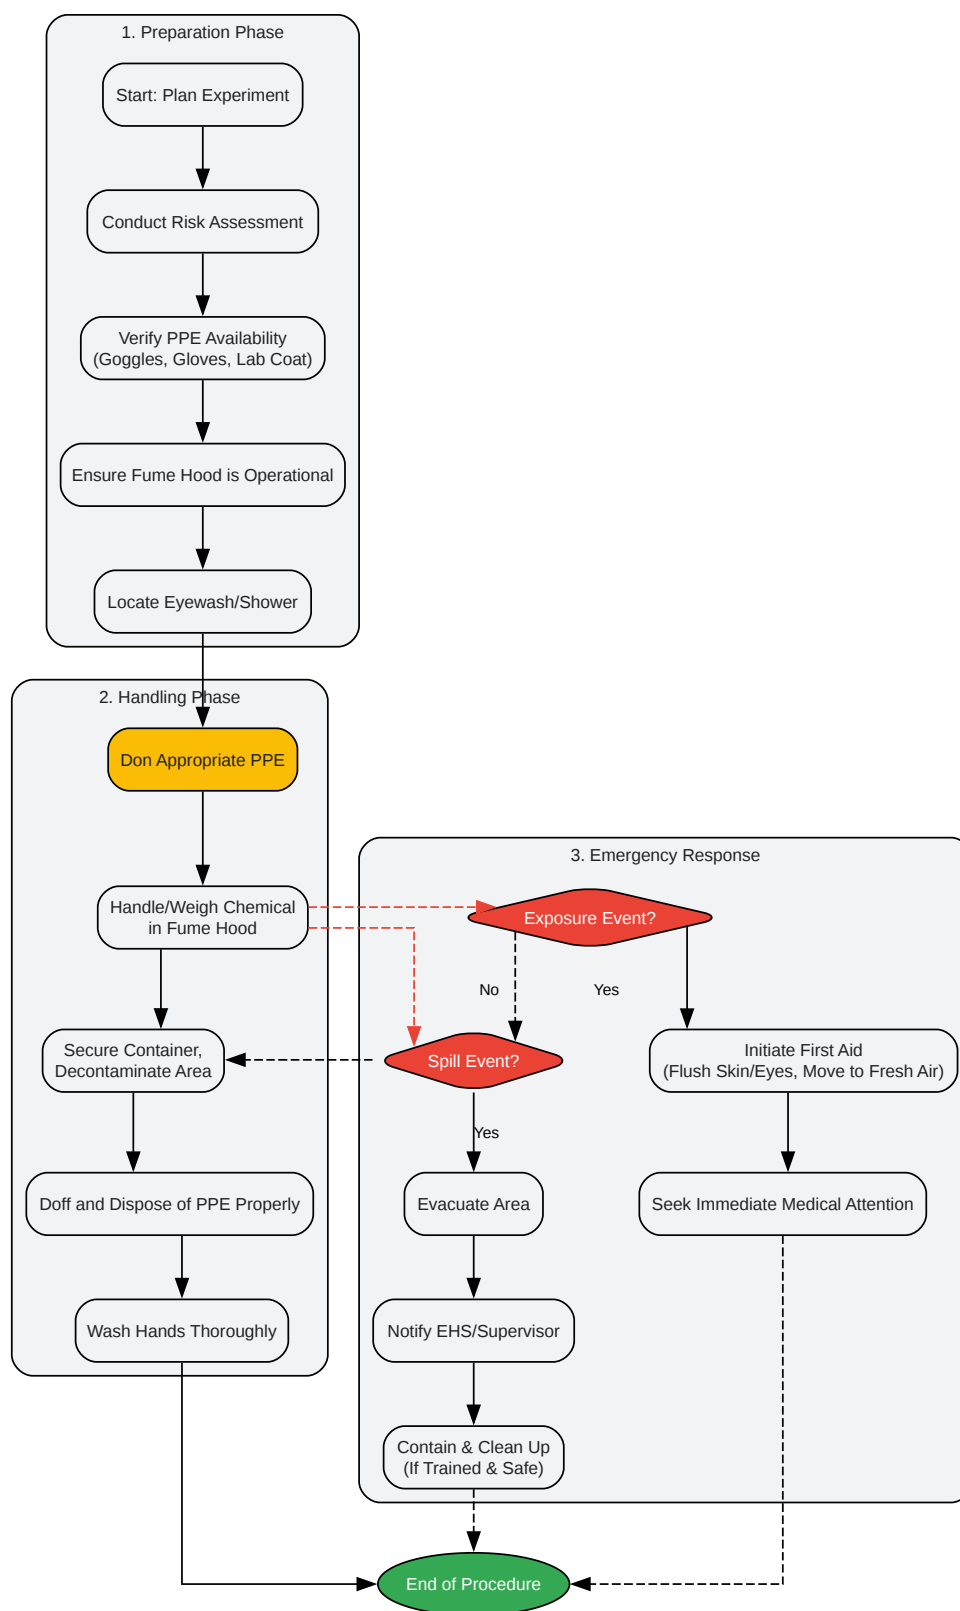 1. Preparation Phase
Start: Plan Experiment
Conduct Risk Assessment
Verify PPE Availability
(Goggles, Gloves, Lab Coat)
Ensure Fume Hood is Operational
Locate Eyewash/Shower
2. Handling Phase
Don Appropriate PPE
Handle/Weigh Chemical
in Fume Hood
Secure Container,
Decontaminate Area
Doff and Dispose of PPE Properly
Wash Hands Thoroughly
3. Emergency Response
Exposure Event?
No
Yes
Spill Event?
Initiate First Aid
(Flush Skin/Eyes, Move to Fresh Air)
Yes
Evacuate Area
Seek Immediate Medical Attention
Notify EHS/Supervisor
Contain & Clean Up
(If Trained & Safe)
End of Procedure